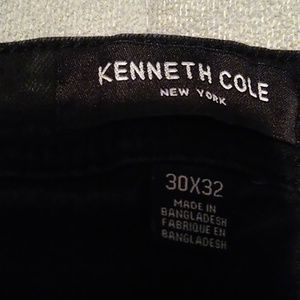 KENNETH COLE
NEW YORK
30X32
MADE IN
BANGLADESH
FABRIQUE EN
BANGLADESH